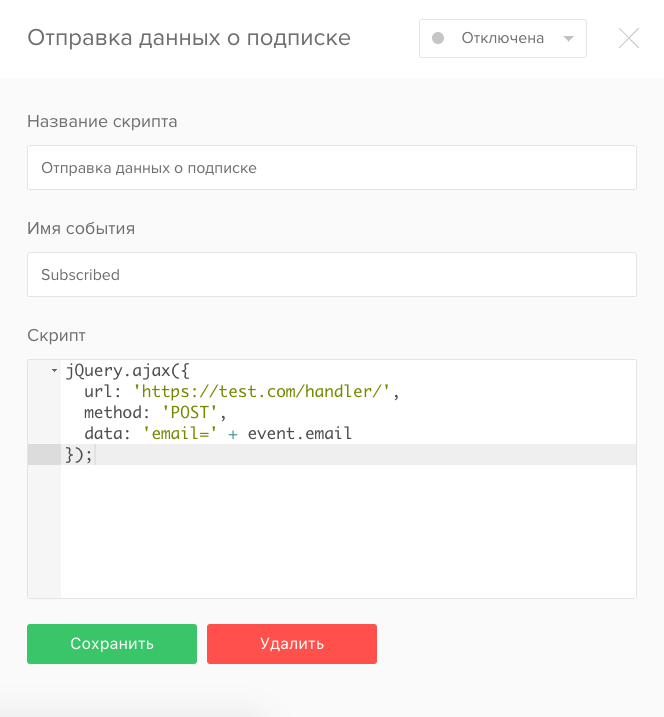 Отправка данных о подписке
Отключена
Название скрипта
Отправка данных о подписке
Имя события
Subscribed
Скрипт
jQuery.ajax({
  url: 'https://test.com/handler/',
  method: 'POST',
  data: 'email=' + event.email
});
Сохранить
Удалить